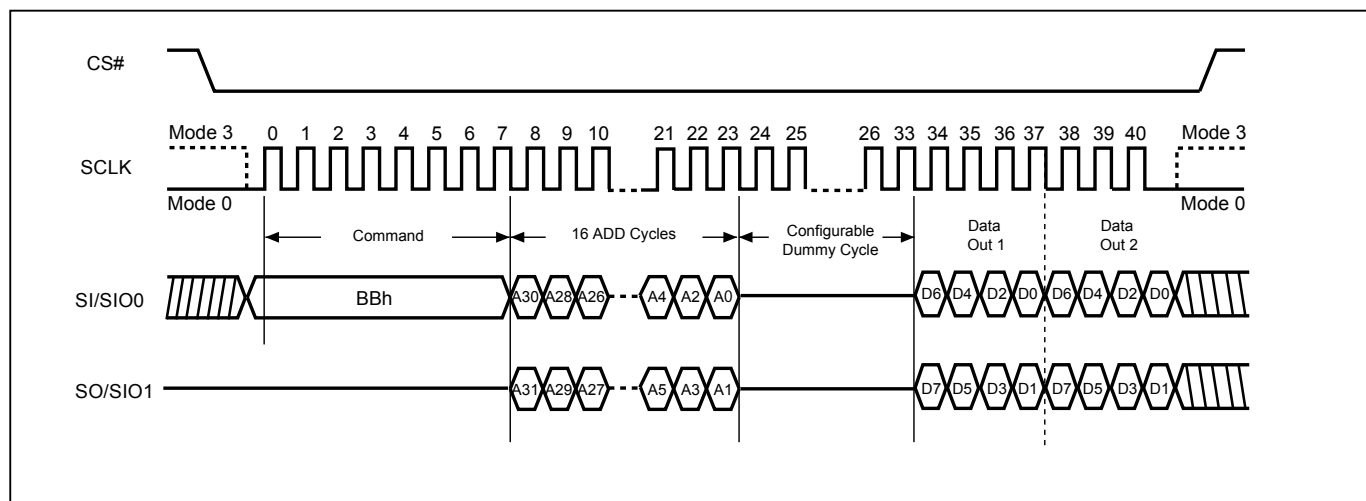 CS#
Mode 3 0 1 2 3 4 5 6 7 8 9 10 21 22 23 24 25 26 33 34 35 36 37 38 39 40 Mode 3
SCLK
Mode 0 Mode 0
Command 16 ADD Cycles Configurable Dummy Cycle Data Out 1 Data Out 2
SI/SIO0 BBh A30 A28 A26 A4 A2 A0 D6 D4 D2 D0 D6 D4 D2 D0
SO/SIO1 A31 A29 A27 A5 A3 A1 D7 D5 D3 D1 D7 D5 D3 D1